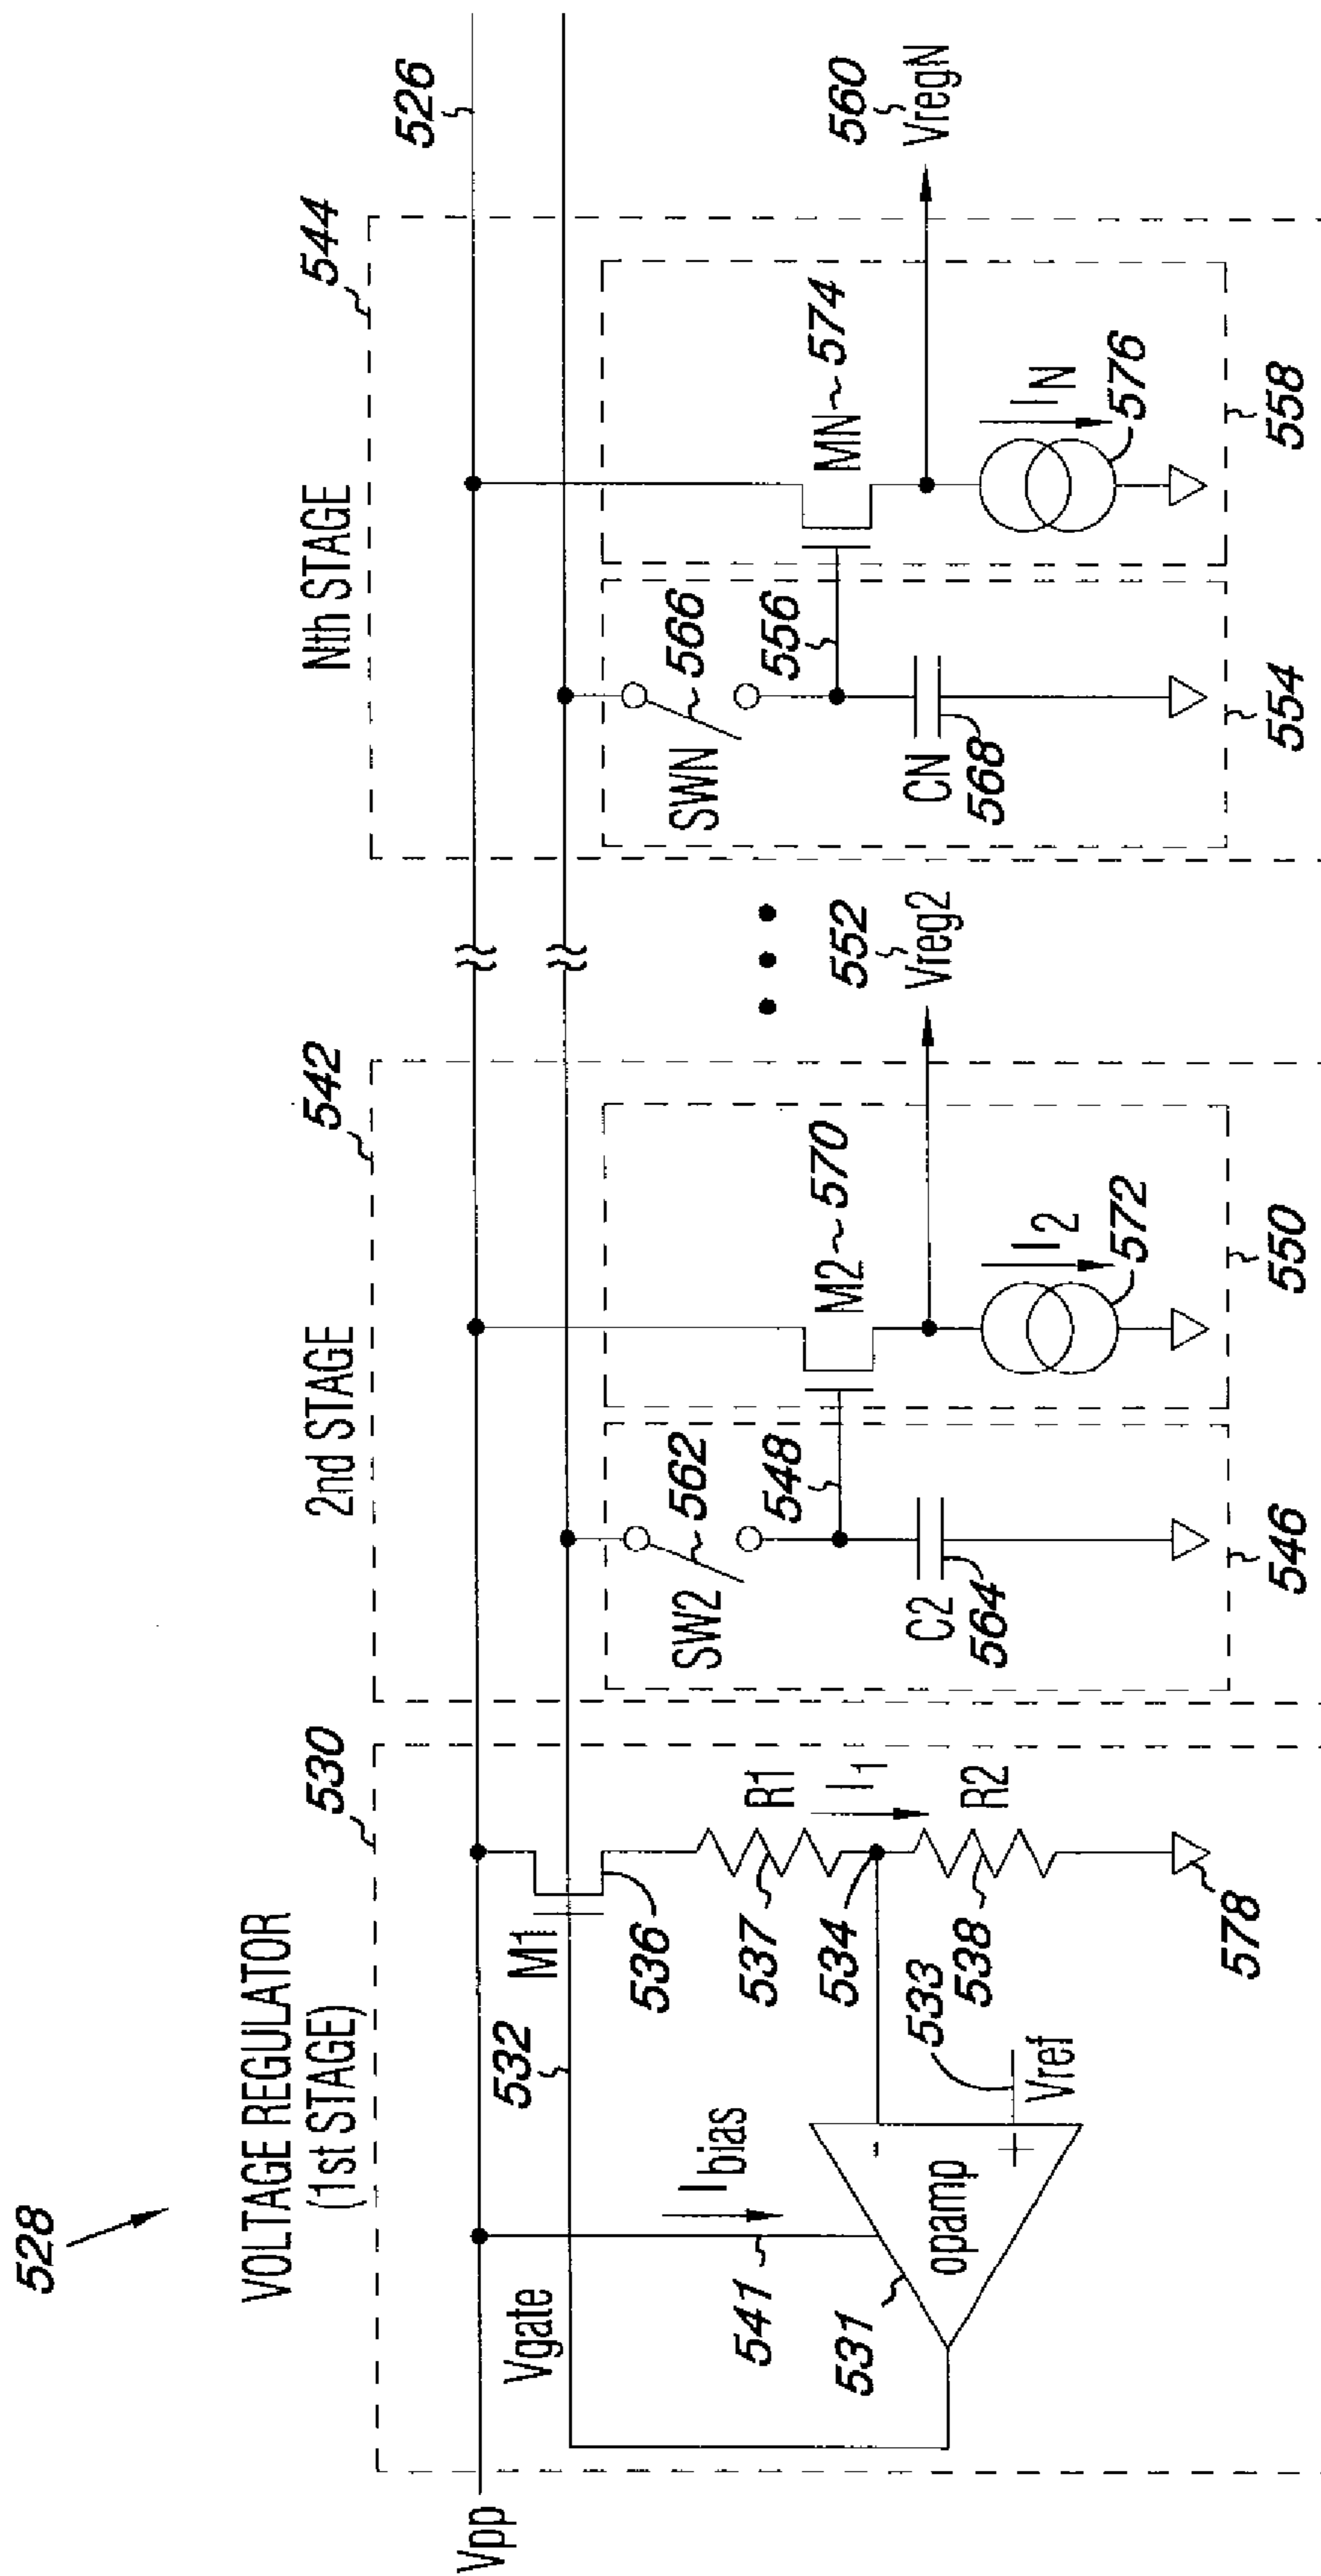 528
VOLTAGE REGULATOR
(1st STAGE)
530
2nd STAGE
542
Nth STAGE
544
Vpp
526
Vgate
532
M1
536
541
Ibias
R1
537
I1
534
R2
538
533
Vref
531
opamp
-
+
578
SW2
562
548
C2
564
546
M2
570
I2
572
550
552
Vreg2
SWN
566
556
CN
568
554
MN
574
IN
576
558
560
VregN